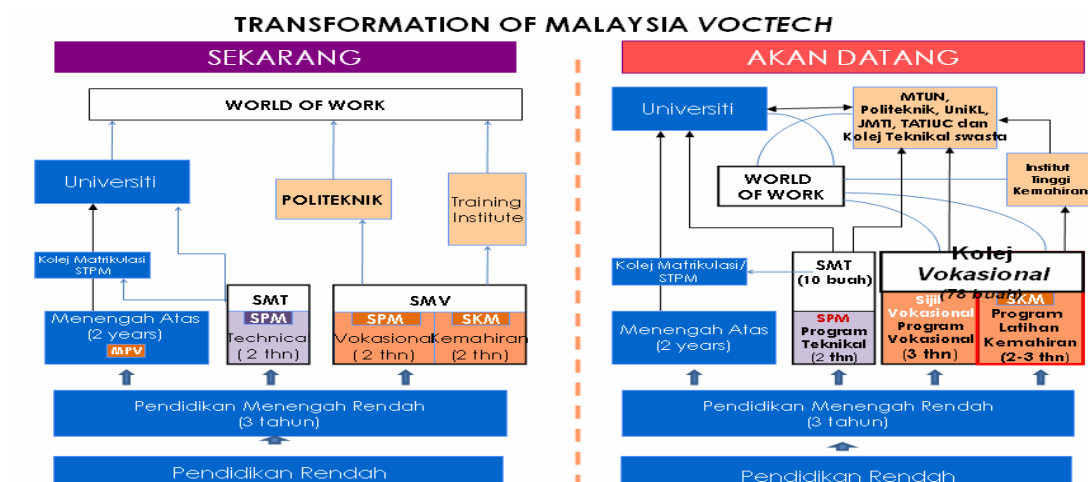 TRANSFORMATION OF MALAYSIA VOCTECH
SEKARANG
WORLD OF WORK
Universiti
POLITEKNIK
Training
Institute
Kolej Matrikulasi
STPM
Menengah Atas
(2 years)
MPV
SMT
SPM
Technical
( 2 thn)
SMV
SPM
Vokasional
( 2 thn)
SKM
Kemahiran
(2 thn)
Pendidikan Menengah Rendah
(3 tahun)
Pendidikan Rendah
AKAN DATANG
Universiti
MTUN,
Politeknik, UniKL,
JMTI, TATIUC dan
Kolej Teknikal swasta
WORLD
OF WORK
Institut
Tinggi
Kemahiran
Kolej Matrikulasi/
STPM
Menengah Atas
(2 years)
SMT
(10 buah)
SPM
Program
Teknikal
(2 thn)
Kolej
Vokasional
(78 buah)
Sijil
Vokasional
Program
Vokasional
(3 thn)
SKM
Program
Latihan
Kemahiran
(2-3 thn)
Pendidikan Menengah Rendah
(3 tahun)
Pendidikan Rendah